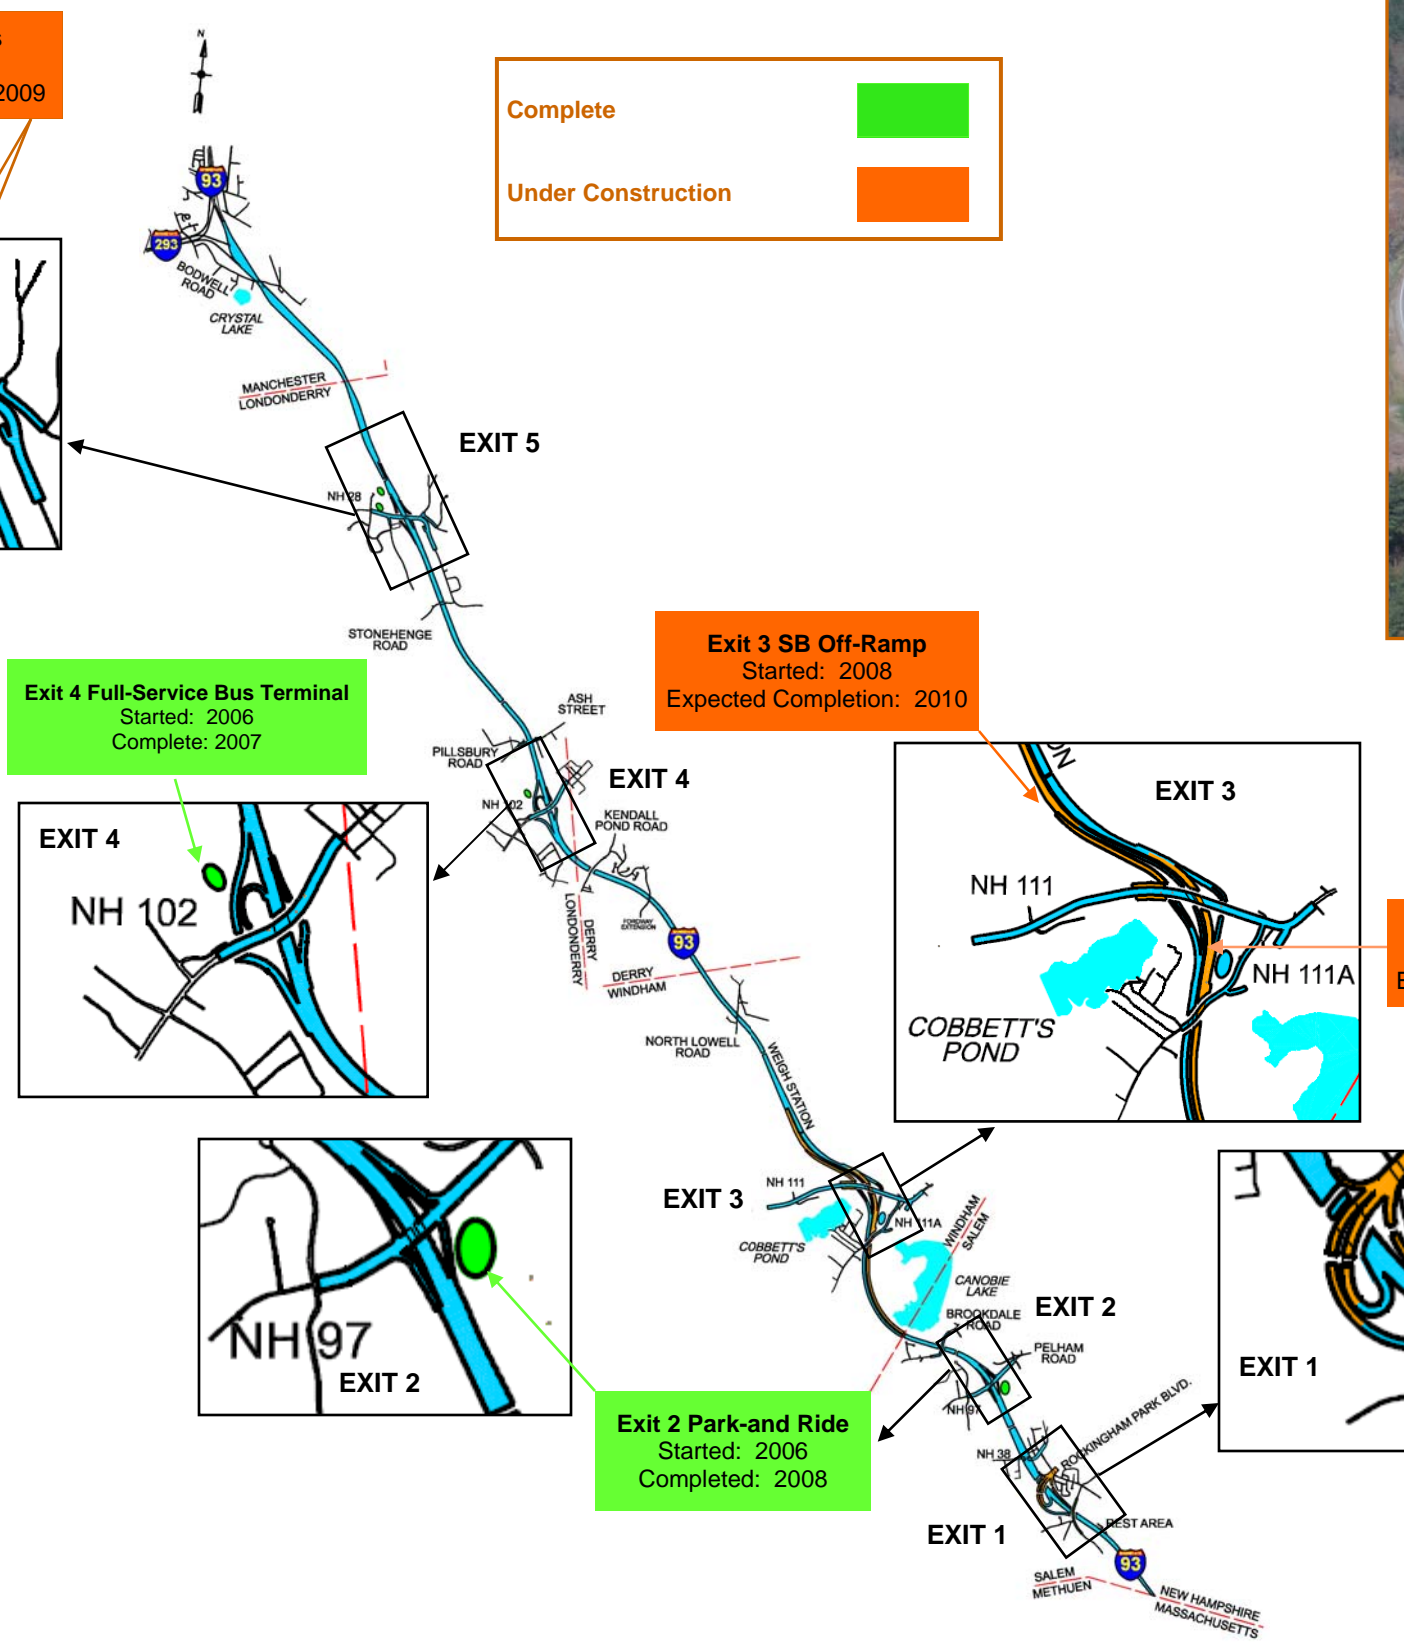 s
2009
N
Complete
Under Construction
93
293
BODWELL
ROAD
CRYSTAL
LAKE
MANCHESTER
LONDONDERRY
EXIT 5
NH 28
STONEHENGE
ROAD
Exit 3 SB Off-Ramp
Started: 2008
Expected Completion: 2010
Exit 4 Full-Service Bus Terminal
Started: 2006
Complete: 2007
ASH
STREET
PILLSBURY
ROAD
EXIT 4
NH 102
KENDALL
POND ROAD
FORDWAY
EXTENSION
DERRY
LONDONDERRY
93
DERRY
WINDHAM
NORTH LOWELL
ROAD
WEIGH STATION
EXIT 4
NH 102
ON
EXIT 3
NH 111
NH 111A
COBBETT'S
POND
E
EXIT 3
NH 111
NH 111A
COBBETT'S
POND
WINDHAM
SALEM
CANOBIE
LAKE
BROOKDALE
ROAD
EXIT 2
PELHAM
ROAD
NH 97
NH 97
EXIT 2
Exit 2 Park-and Ride
Started: 2006
Completed: 2008
NH 38
ROCKINGHAM PARK BLVD.
EXIT 1
EXIT 1
REST AREA
93
SALEM
METHUEN
NEW HAMPSHIRE
MASSACHUSETTS